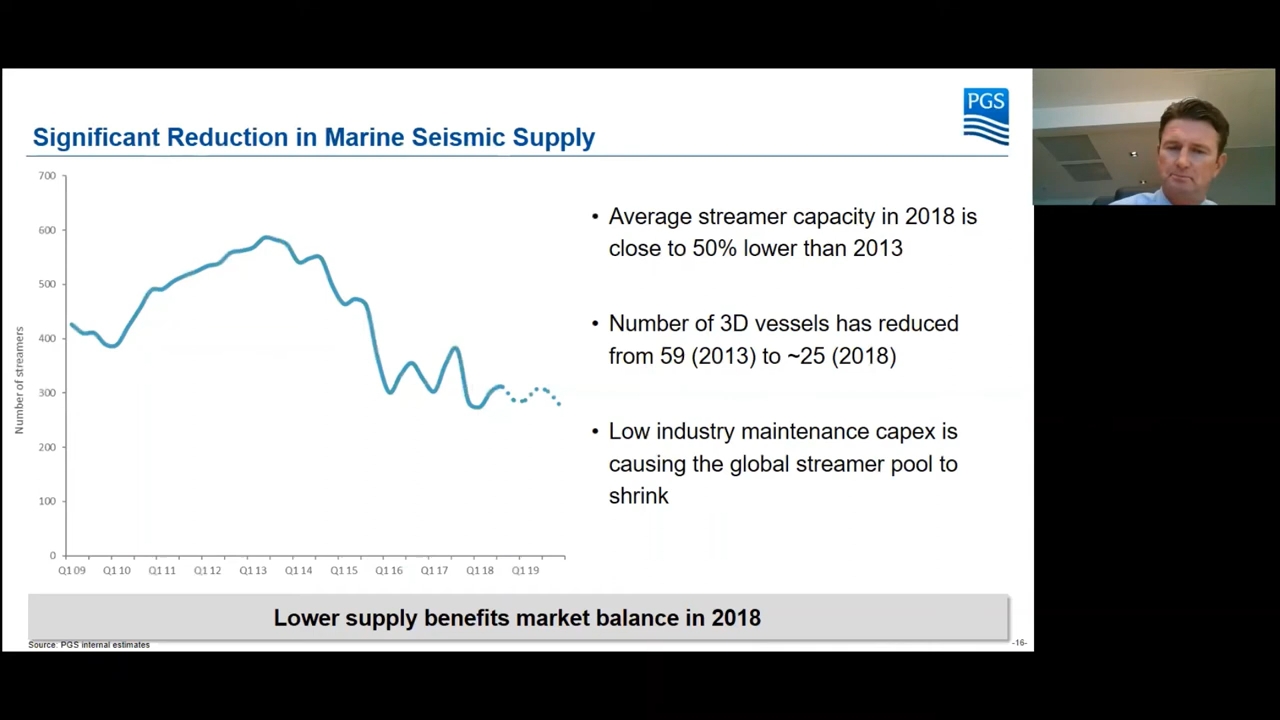 PGS
Significant Reduction in Marine Seismic Supply
700
600
500
400
300
200
100
0
Number of streamers
Q1 09 Q1 10 Q1 11 Q1 12 Q1 13 Q1 14 Q1 15 Q1 16 Q1 17 Q1 18 Q1 19
• Average streamer capacity in 2018 is
close to 50% lower than 2013
• Number of 3D vessels has reduced
from 59 (2013) to ~25 (2018)
• Low industry maintenance capex is
causing the global streamer pool to
shrink
Lower supply benefits market balance in 2018
Source: PGS internal estimates
-16-